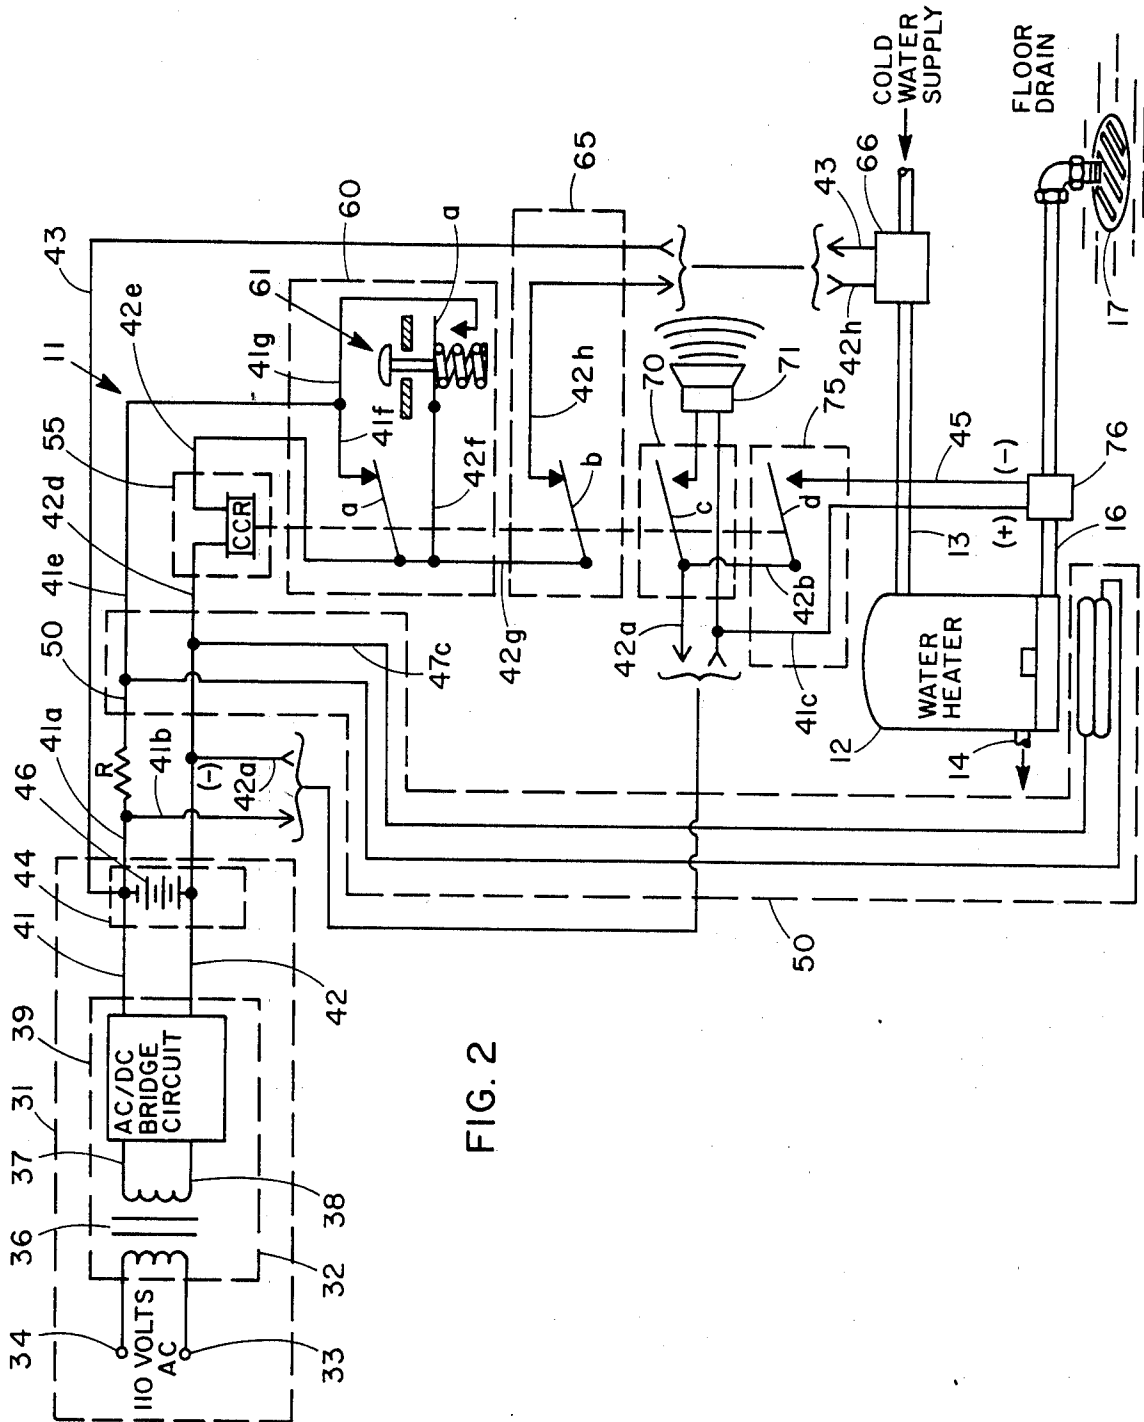 FIG. 2
34
110 VOLTS
AC
33
36
32
31
37
38
39
AC/DC
BRIDGE
CIRCUIT
41
42
44
46
41a
R
41b
(-)
42a
50
41e
42d
55
CCR
42e
11
43
47c
42g
41g
41f
42f
61
60
a
a
65
42h
b
70
71
c
42a
75
d
42b
41c
50
COLD
WATER
SUPPLY
66
43
42h
13
45
(+)
(-)
76
16
WATER
HEATER
12
14
FLOOR
DRAIN
17